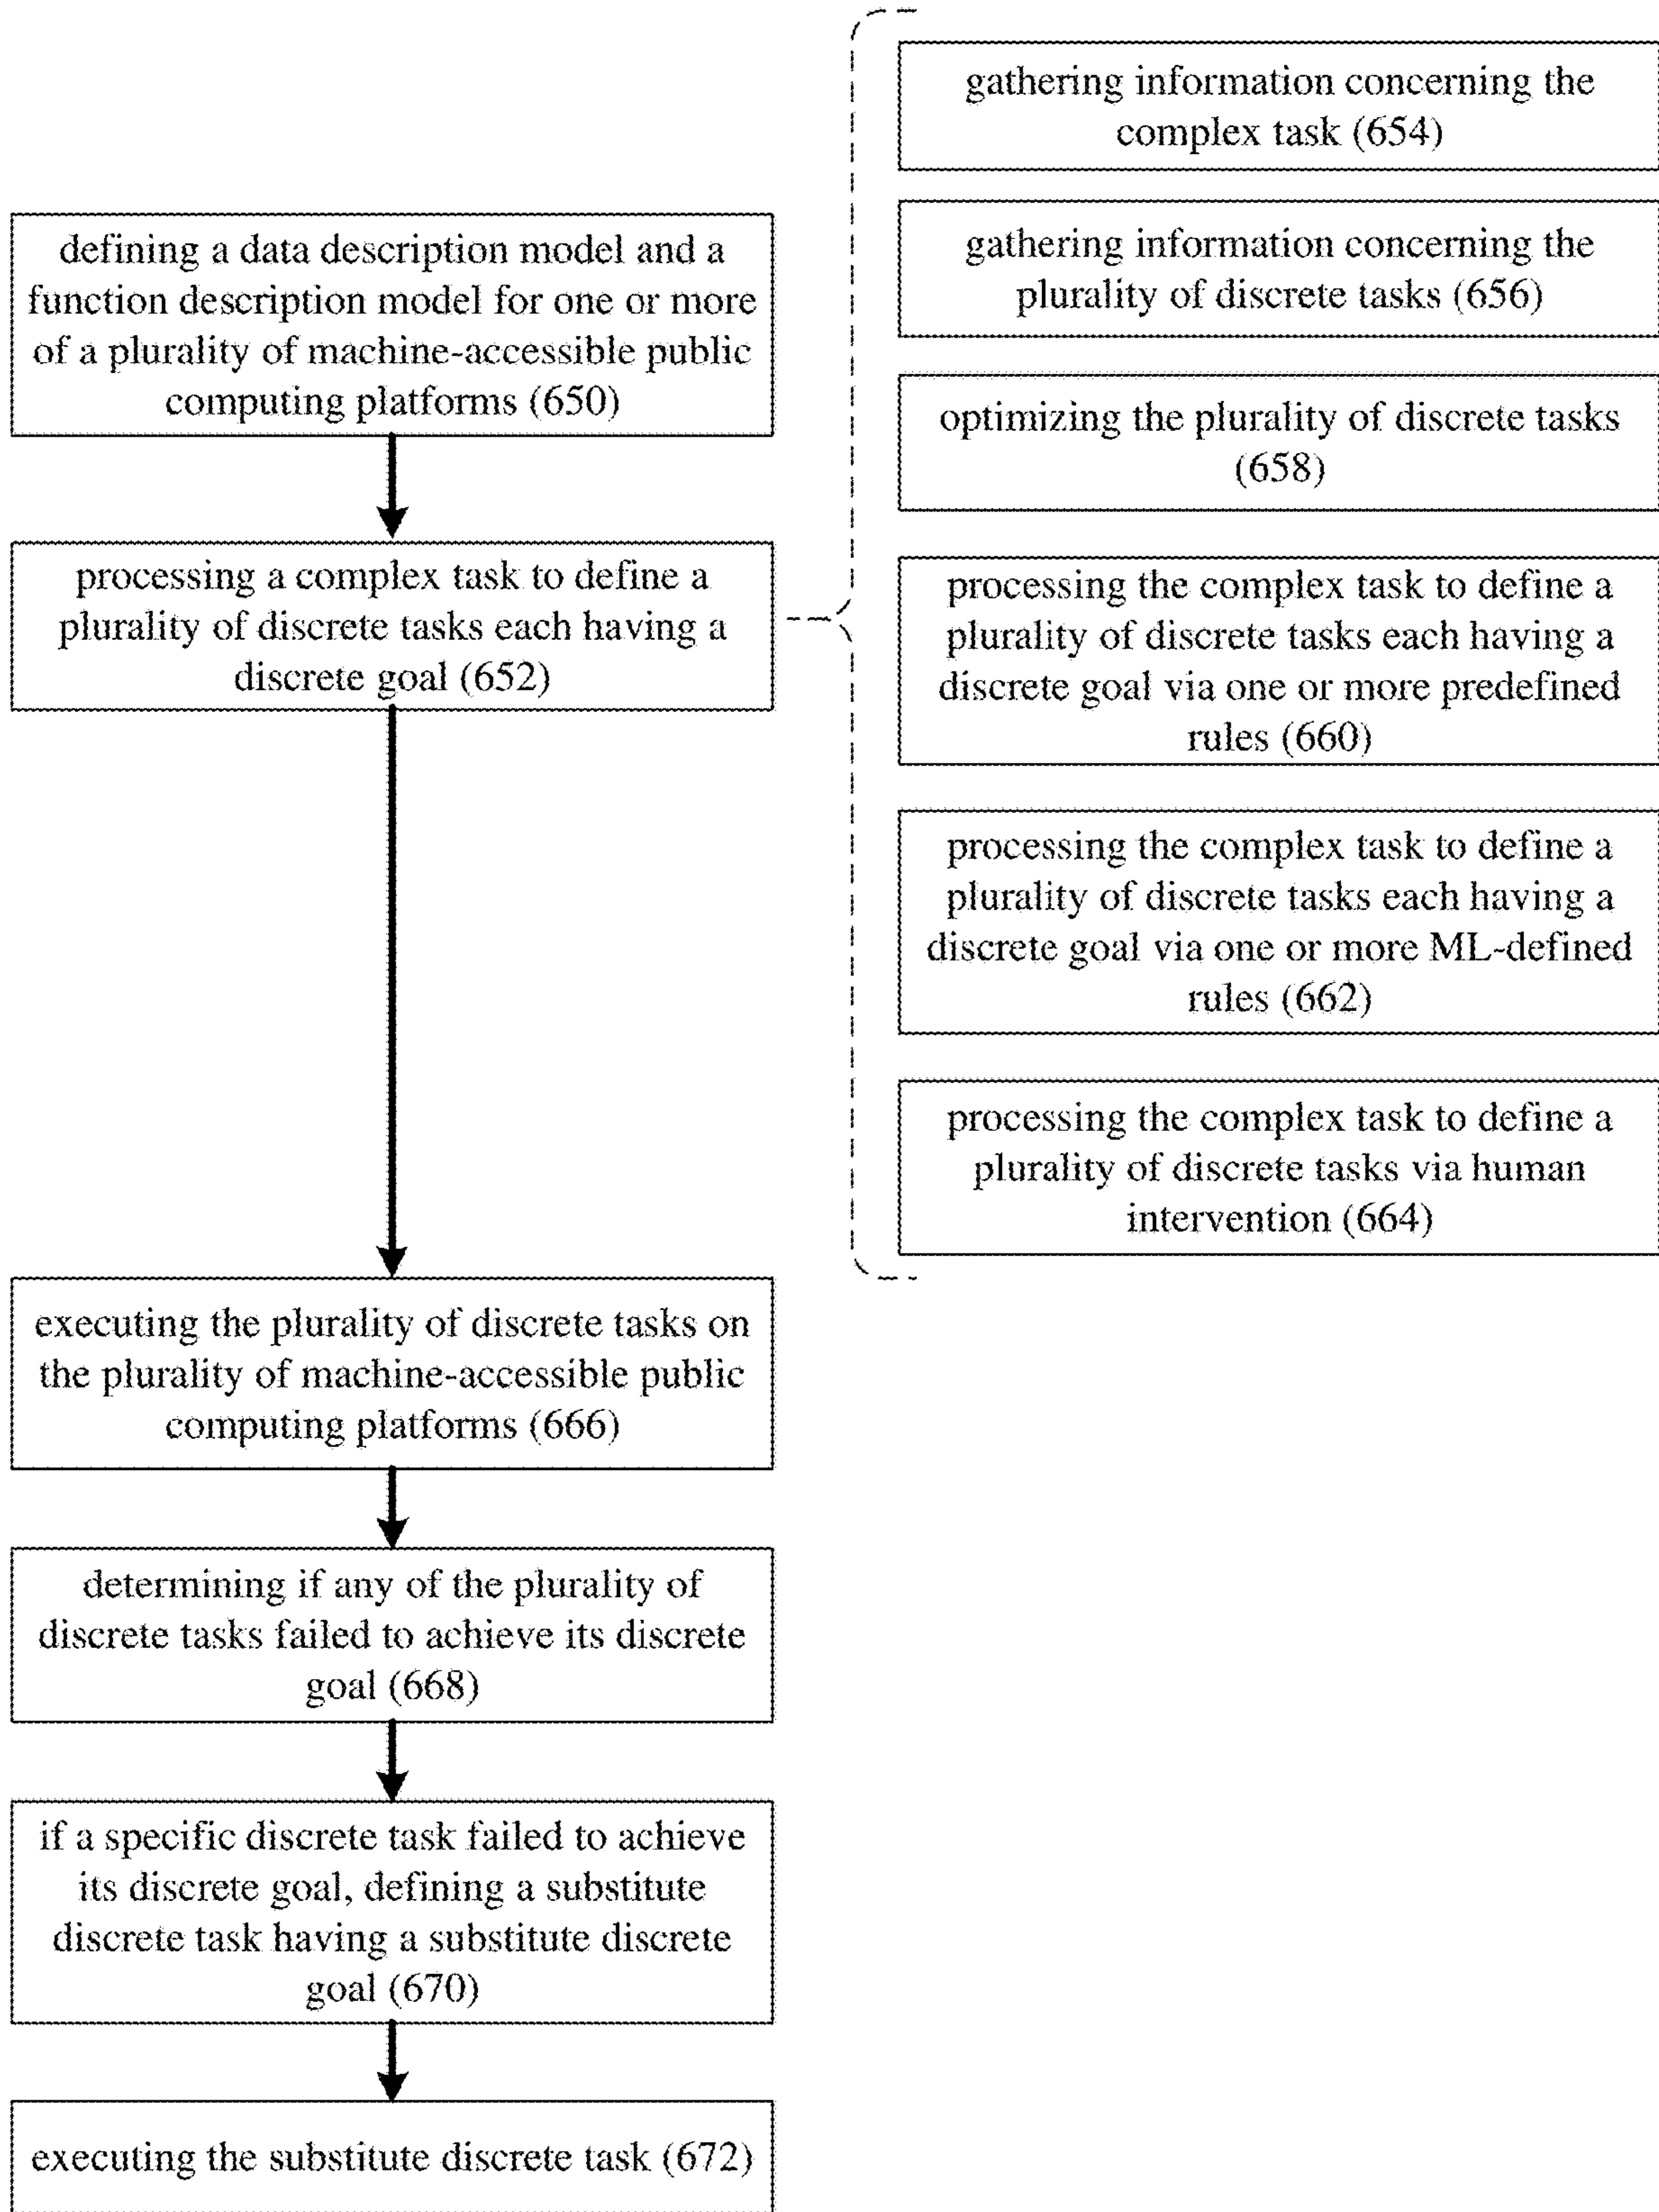 defining a data description model and a
function description model for one or more
of a plurality of machine-accessible public
computing platforms (650)
processing a complex task to define a
plurality of discrete tasks each having a
discrete goal (652)
gathering information concerning the
complex task (654)
gathering information concerning the
plurality of discrete tasks (656)
optimizing the plurality of discrete tasks
(658)
processing the complex task to define a
plurality of discrete tasks each having a
discrete goal via one or more predefined
rules (660)
processing the complex task to define a
plurality of discrete tasks each having a
discrete goal via one or more ML-defined
rules (662)
processing the complex task to define a
plurality of discrete tasks via human
intervention (664)
executing the plurality of discrete tasks on
the plurality of machine-accessible public
computing platforms (666)
determining if any of the plurality of
discrete tasks failed to achieve its discrete
goal (668)
if a specific discrete task failed to achieve
its discrete goal, defining a substitute
discrete task having a substitute discrete
goal (670)
executing the substitute discrete task (672)